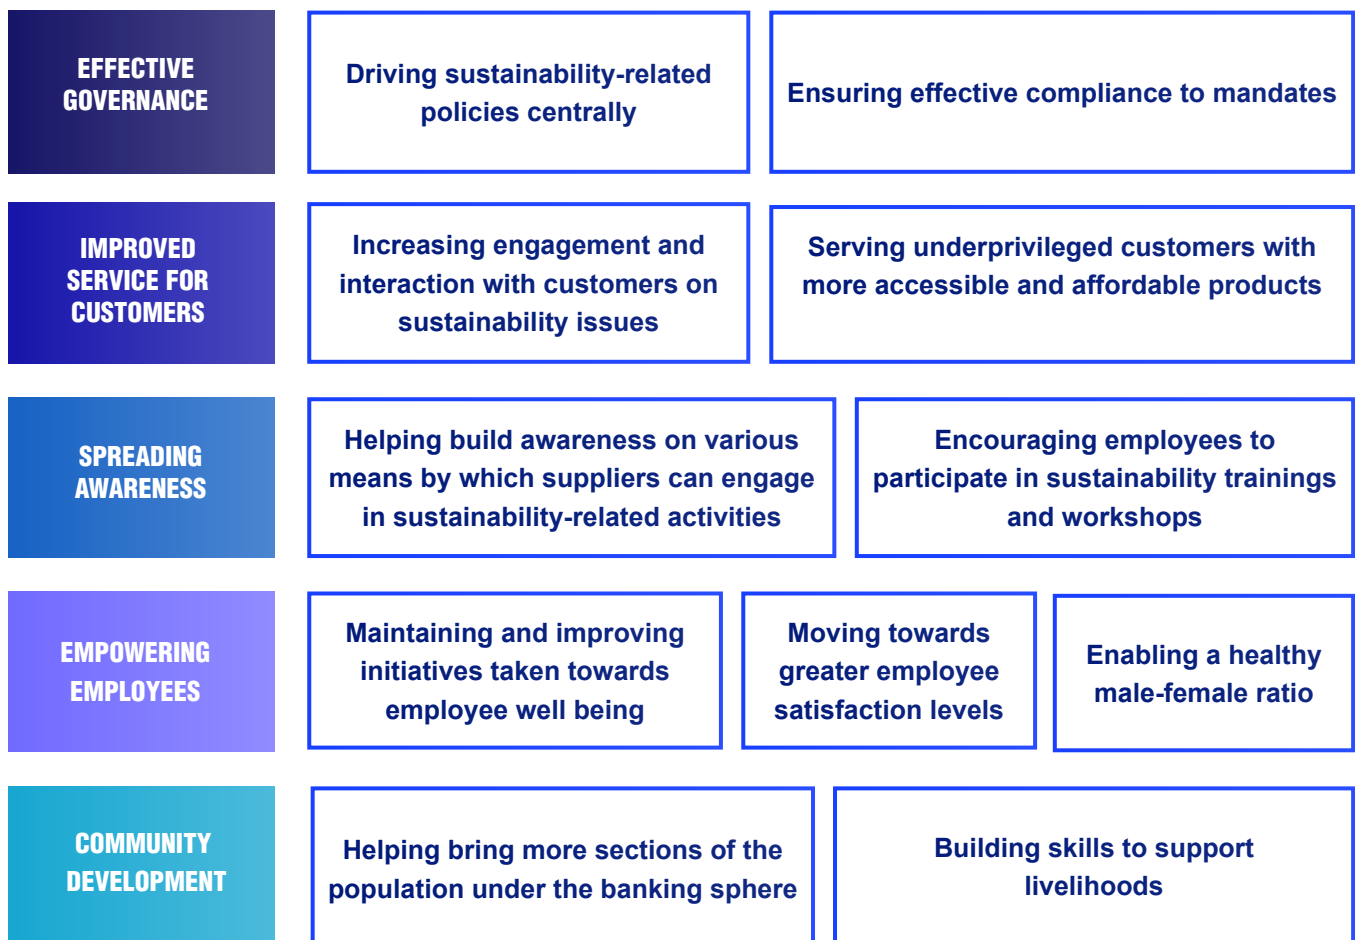 EFFECTIVE
GOVERNANCE
Driving sustainability-related
policies centrally
Ensuring effective compliance to mandates
IMPROVED
SERVICE FOR
CUSTOMERS
Increasing engagement and
interaction with customers on
sustainability issues
Serving underprivileged customers with
more accessible and affordable products
SPREADING
AWARENESS
Helping build awareness on various
means by which suppliers can engage
in sustainability-related activities
Encouraging employees to
participate in sustainability trainings
and workshops
EMPOWERING
EMPLOYEES
Maintaining and improving
initiatives taken towards
employee well being
Moving towards
greater employee
satisfaction levels
Enabling a healthy
male-female ratio
COMMUNITY
DEVELOPMENT
Helping bring more sections of the
population under the banking sphere
Building skills to support
livelihoods